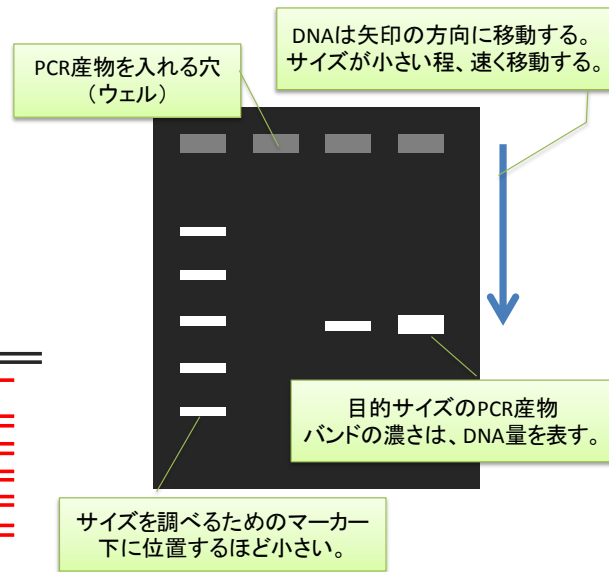 DNAは矢印の方向に移動する。
サイズが小さい程、速く移動する。
PCR産物を入れる穴
（ウェル）
目的サイズのPCR産物
バンドの濃さは、DNA量を表す。
サイズを調べるためのマーカー
下に位置するほど小さい。